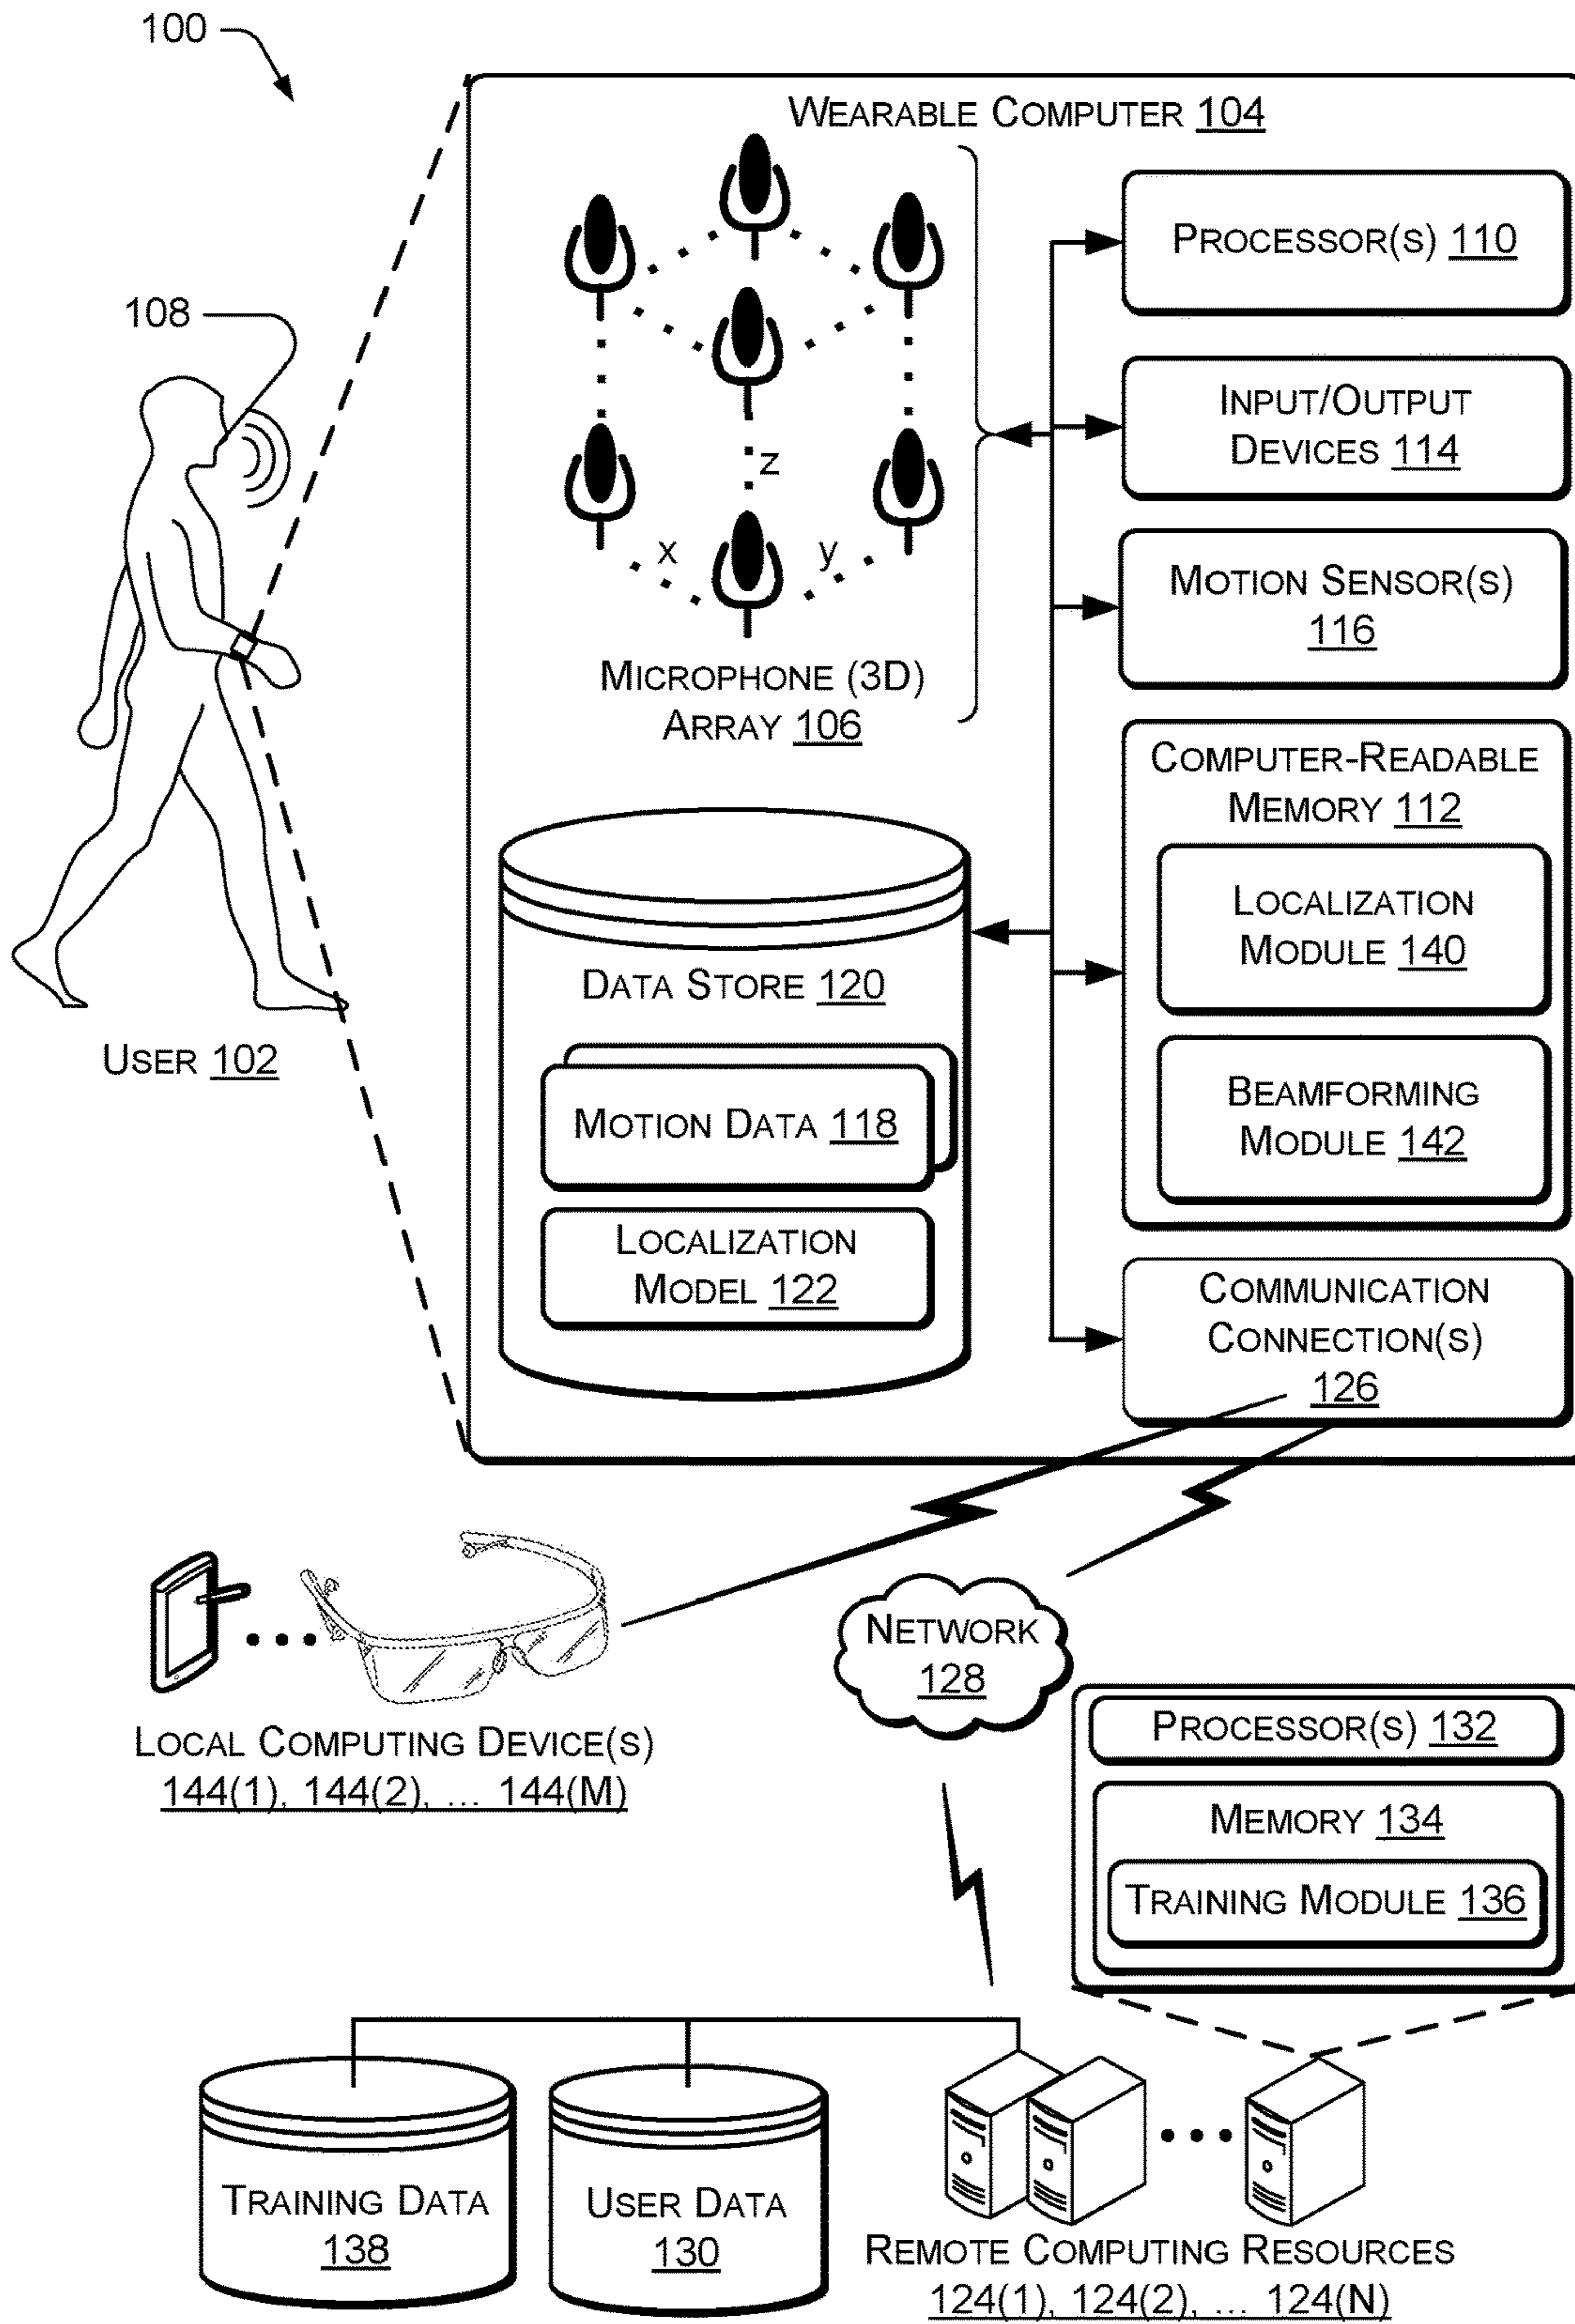 100
WEARABLE COMPUTER 104
PROCESSOR(S) 110
108
INPUT/OUTPUT
DEVICES 114
z
x
y
MOTION SENSOR(S)
116
MICROPHONE (3D)
ARRAY 106
COMPUTER-READABLE
MEMORY 112
LOCALIZATION
MODULE 140
DATA STORE 120
USER 102
BEAMFORMING
MODULE 142
MOTION DATA 118
LOCALIZATION
MODEL 122
COMMUNICATION
CONNECTION(S)
126
NETWORK
128
LOCAL COMPUTING DEVICE(S)
144(1), 144(2), ... 144(M)
PROCESSOR(S) 132
MEMORY 134
TRAINING MODULE 136
TRAINING DATA
138
USER DATA
130
REMOTE COMPUTING RESOURCES
124(1), 124(2), ... 124(N)